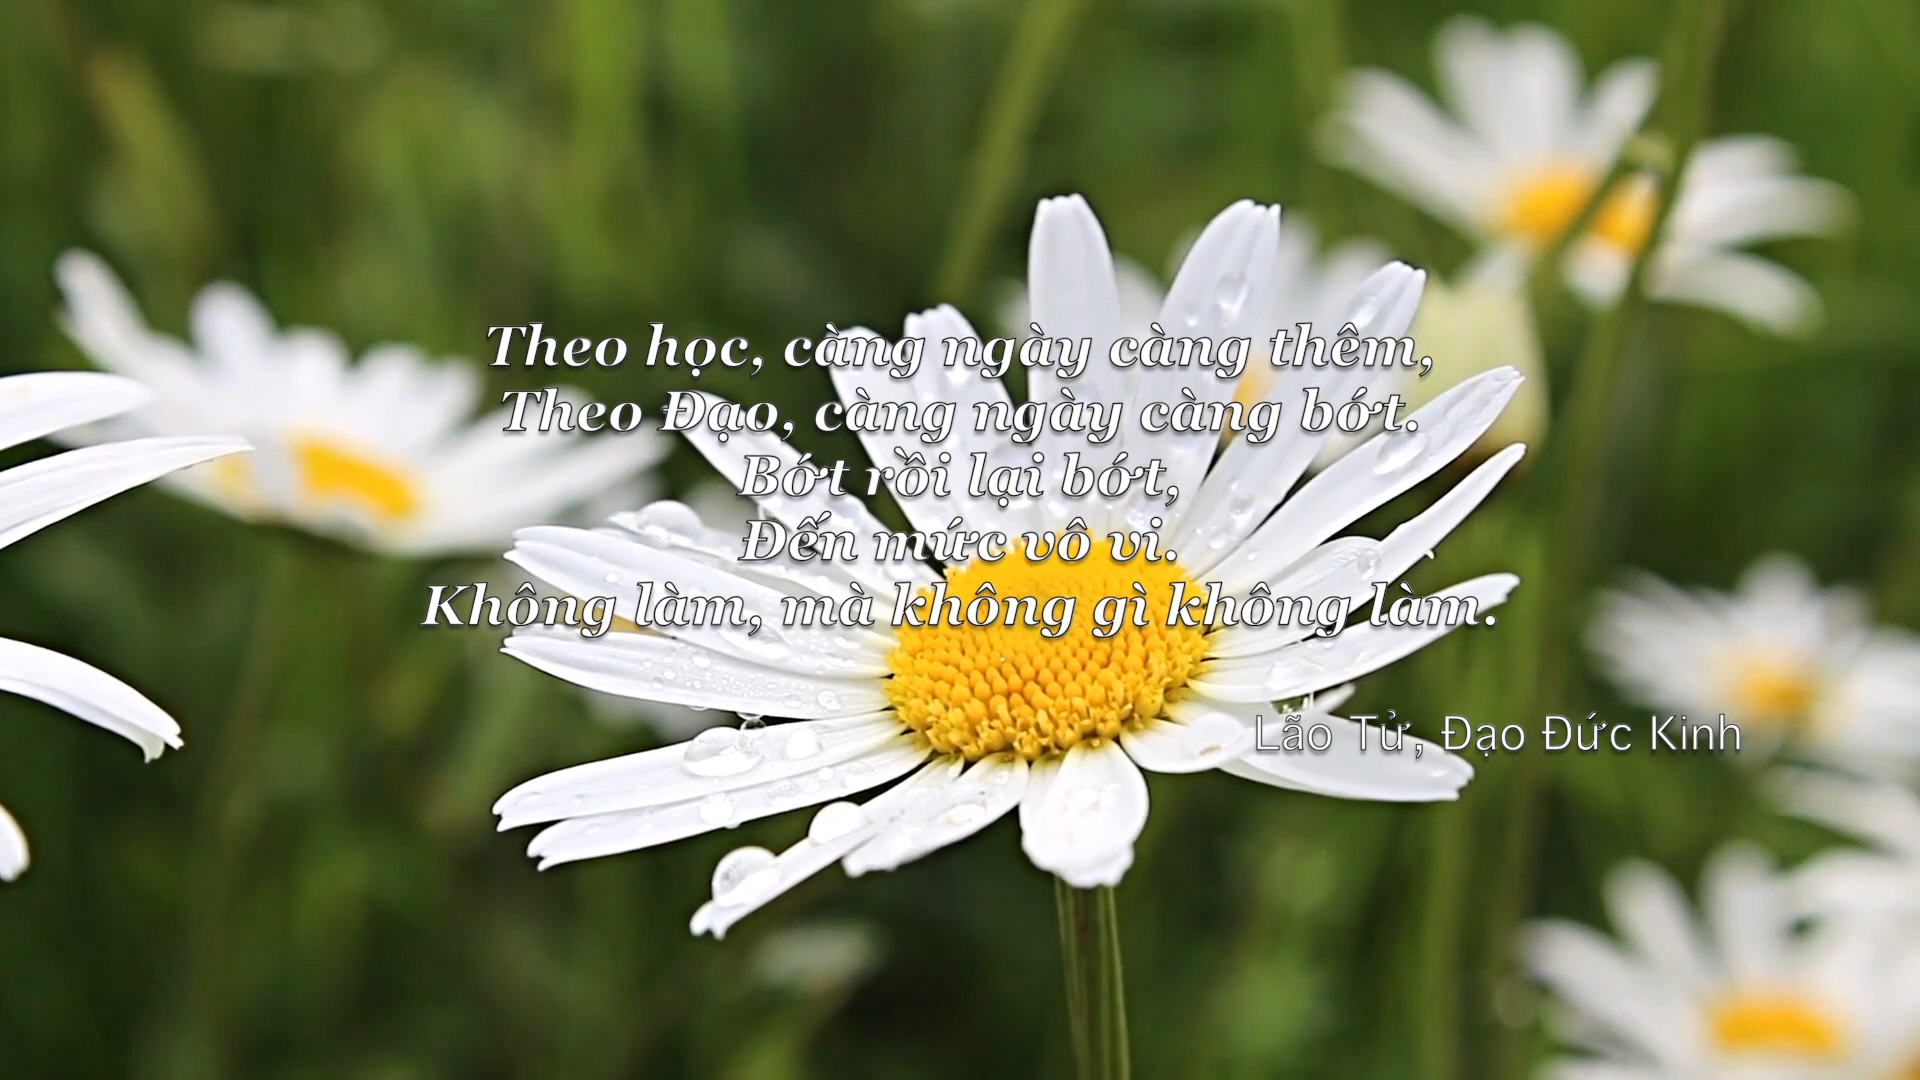 Theo học, càng ngày càng thêm,
Theo Đạo, càng ngày càng bớt.
Bớt rồi lại bớt,
Đến mức vô vi.
Không làm, mà không gì không làm.
Lão Tử, Đạo Đức Kinh